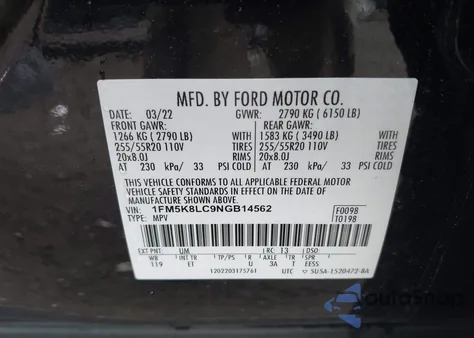 MFD. BY FORD MOTOR CO.
DATE: 03/22 GVWR: 2790 KG ( 6150 LB)
FRONT GAWR: REAR GAWR:
1266 KG ( 2790 LB) WITH 1583 KG ( 3490 LB) WITH
255/55R20 110V TIRES 255/55R20 110V TIRES
20x8.0J RIMS 20x8.0J RIMS
AT 230 kPa/ 33 PSI COLD AT 230 kPa/ 33 PSI COLD
THIS VEHICLE CONFORMS TO ALL APPLICABLE FEDERAL MOTOR
VEHICLE SAFETY STANDARDS IN EFFECT ON THE DATE OF
MANUFACTURE SHOWN ABOVE.
VIN: 1FM5K8LC9NGB14562 F0098
TYPE: MPV T0198
EXT PNT: UM RC: 13 DSO:
WB INT TR TP/PS R AXLE TR SPR
119 ET U 3A T
1202203175761 UTC SU5A-1520472-BA
AutoSnap